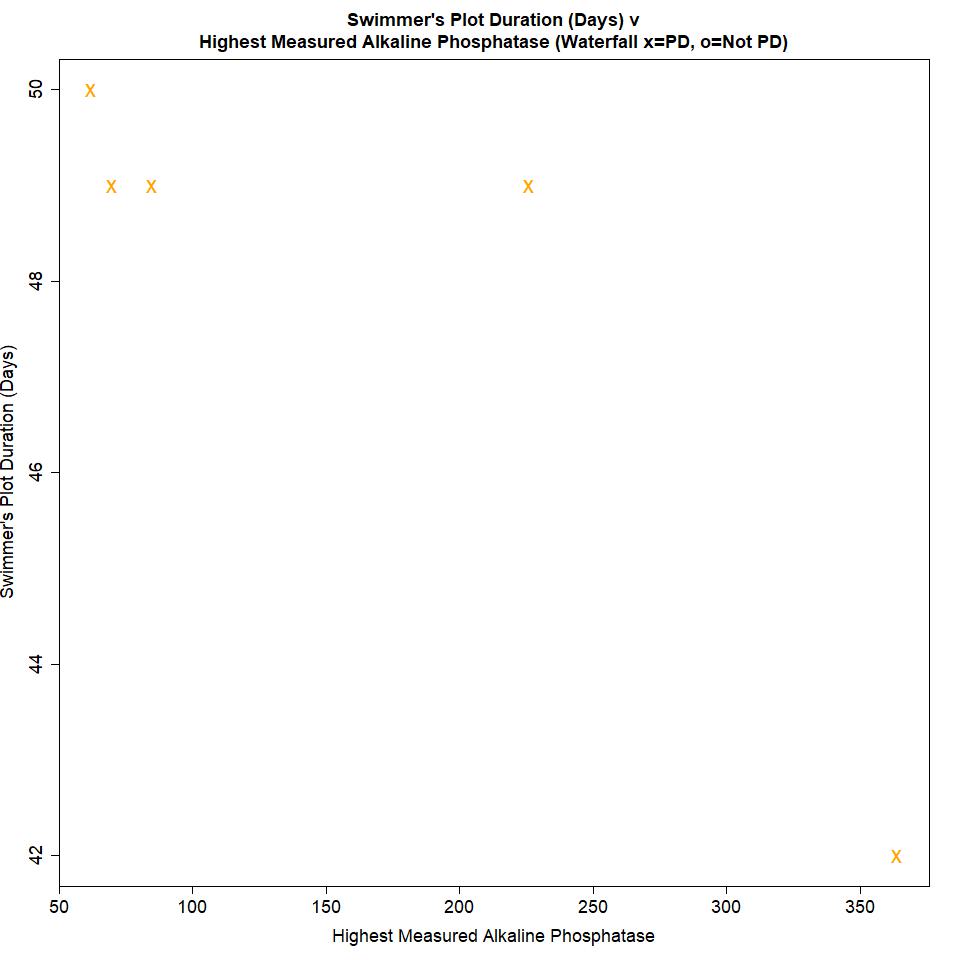 Swimmer's Plot Duration (Days) v
Highest Measured Alkaline Phosphatase (Waterfall x=PD, o=Not PD)
50
48
46
44
42
Swimmer's Plot Duration (Days)
X
X
X
X
X
50
100
150
200
250
300
350
Highest Measured Alkaline Phosphatase